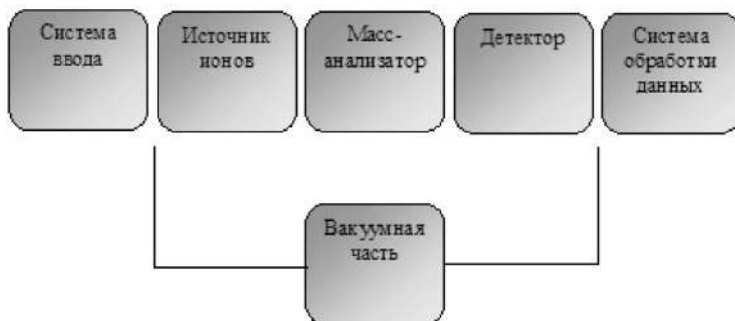 Система
ввода
Источник
ионов
Масс-
анализатор
Детектор
Система
обработки
данных
Вакуумная
часть